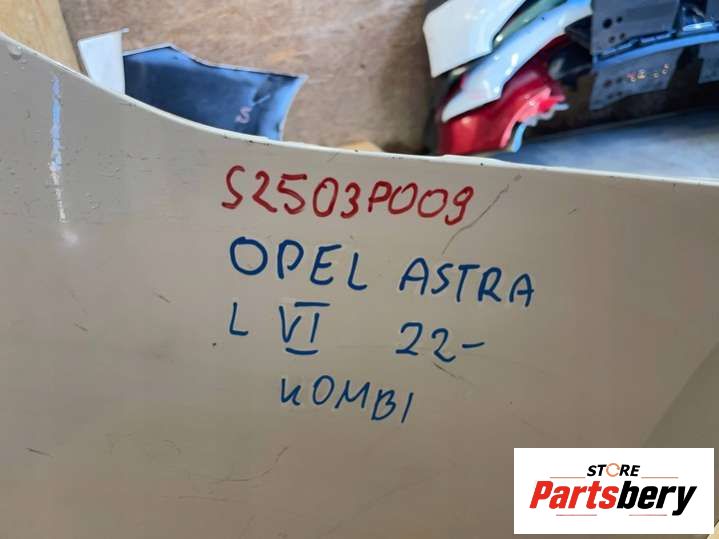 S2503P009
OPEL ASTRA
L VI 22-
KOMBI
STORE
Partsbery